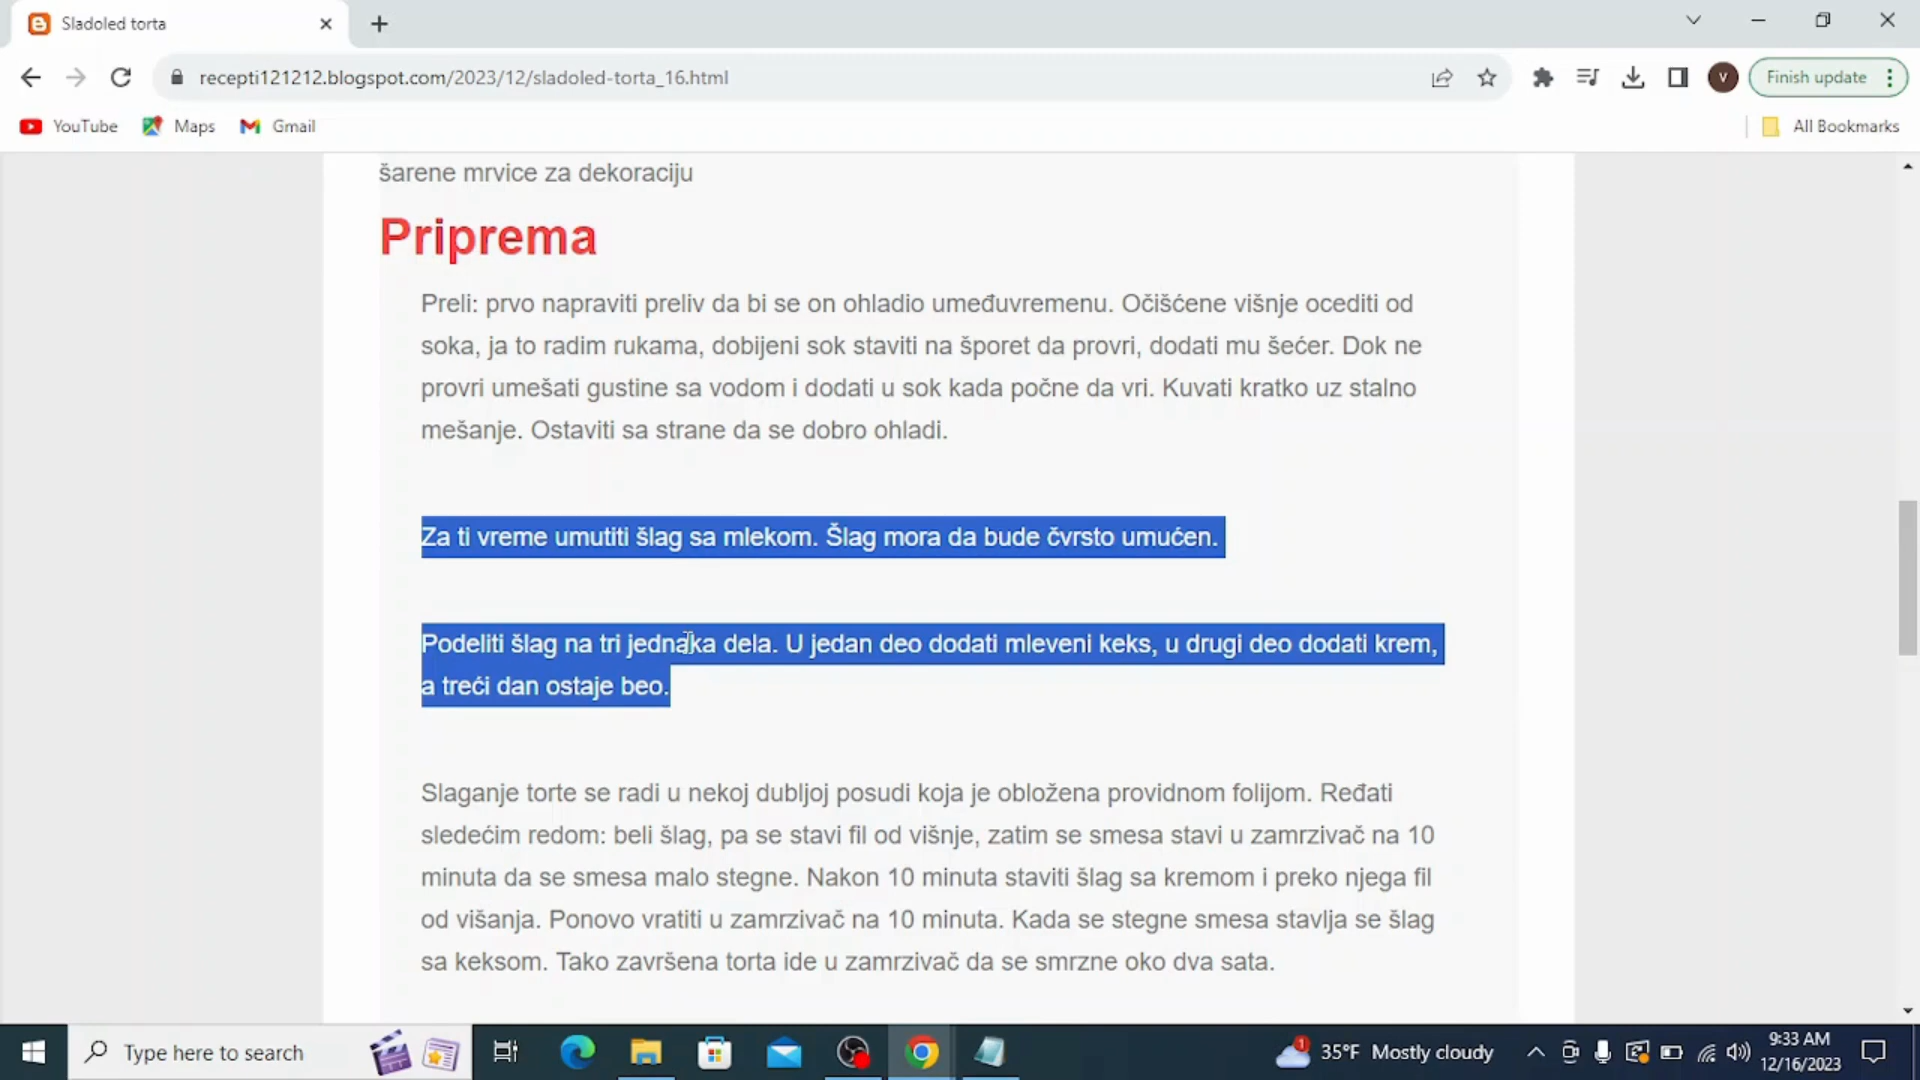 Sladoled torta
recepti121212.blogspot.com/2023/12/sladoled-torta_16.html
V
Finish update
YouTube
Maps
Gmail
All Bookmarks
šarene mrvice za dekoraciju
Priprema
Preli: prvo napraviti preliv da bi se on ohladio umeđuvremenu. Očišćene višnje ocediti od
soka, ja to radim rukama, dobijeni sok staviti na šporet da provri, dodati mu šećer. Dok ne
provri umešati gustine sa vodom i dodati u sok kada počne da vri. Kuvati kratko uz stalno
mešanje. Ostaviti sa strane da se dobro ohladi.
Za ti vreme umutiti šlag sa mlekom. Šlag mora da bude čvrsto umućen.
Podeliti šlag na tri jednaka dela. U jedan deo dodati mleveni keks, u drugi deo dodati krem,
a treći dan ostaje beo.
Slaganje torte se radi u nekoj dubljoj posudi koja je obložena providnom folijom. Ređati
sledećim redom: beli šlag, pa se stavi fil od višnje, zatim se smesa stavi u zamrzivač na 10
minuta da se smesa malo stegne. Nakon 10 minuta staviti šlag sa kremom i preko njega fil
od višanja. Ponovo vratiti u zamrzivač na 10 minuta. Kada se stegne smesa stavlja se šlag
sa keksom. Tako završena torta ide u zamrzivač da se smrzne oko dva sata.
Type here to search
1
35°F Mostly cloudy
9:33 AM
12/16/2023